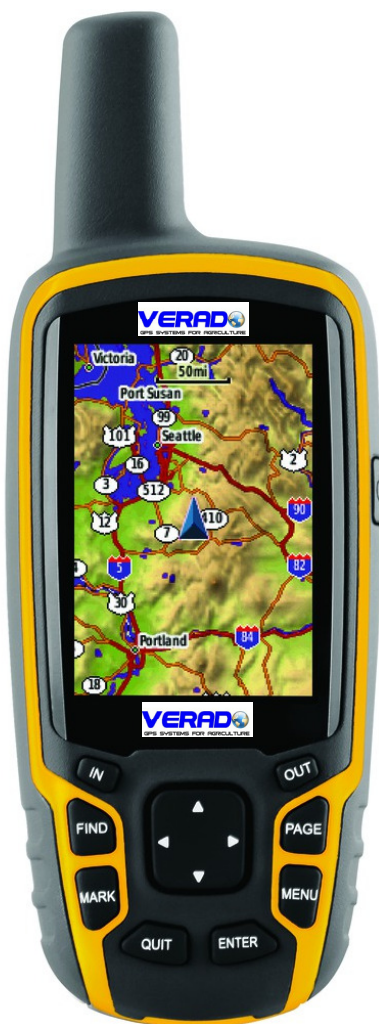 VERADO
GPS SYSTEMS FOR AGRICULTURE
Victoria
20
50mi
Port Susan
99
101
Seattle
16
2
3
512
90
12
7
410
5
82
30
84
Portland
18
VERADO
GPS SYSTEMS FOR AGRICULTURE
IN
OUT
FIND
PAGE
MARK
MENU
QUIT
ENTER